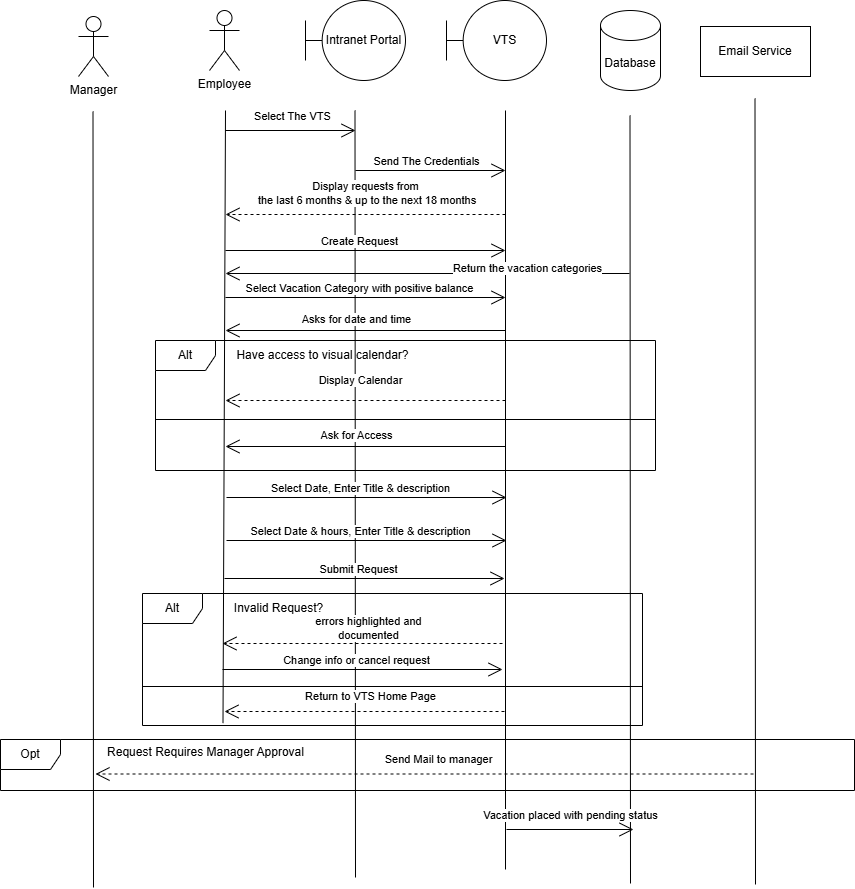 Manager
Employee
Intranet Portal
VTS
Database
Email Service
Select The VTS
Send The Credentials
Display requests from
the last 6 months & up to the next 18 months
Create Request
Return the vacation categories
Select Vacation Category with positive balance
Asks for date and time
Alt
Have access to visual calendar?
Display Calendar
Ask for Access
Select Date, Enter Title & description
Select Date & hours, Enter Title & description
Submit Request
Alt
Invalid Request?
errors highlighted and
documented
Change info or cancel request
Return to VTS Home Page
Opt
Request Requires Manager Approval
Send Mail to manager
Vacation placed with pending status